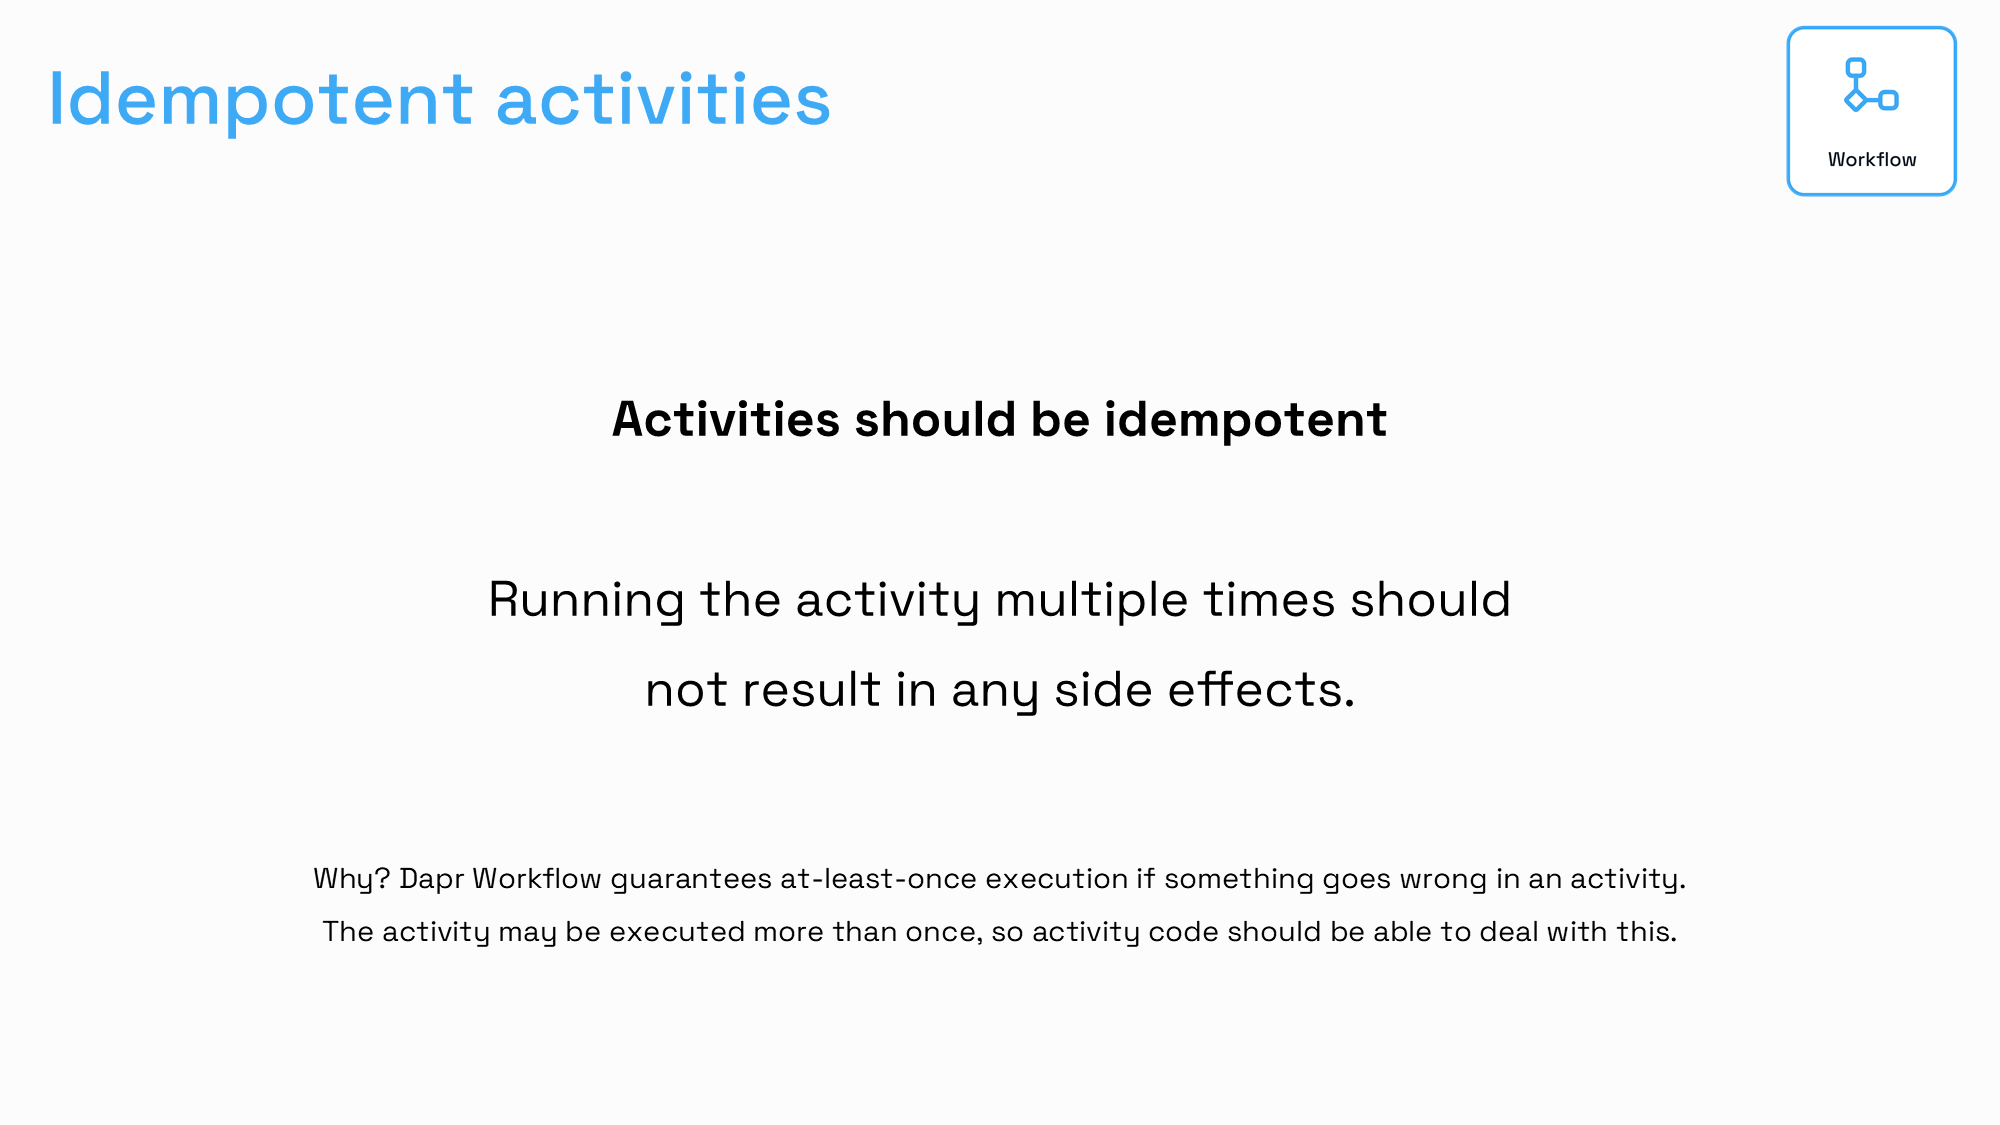 Idempotent activities
Workflow
Activities should be idempotent
Running the activity multiple times should
not result in any side effects.
Why? Dapr Workflow guarantees at-least-once execution if something goes wrong in an activity.
The activity may be executed more than once, so activity code should be able to deal with this.